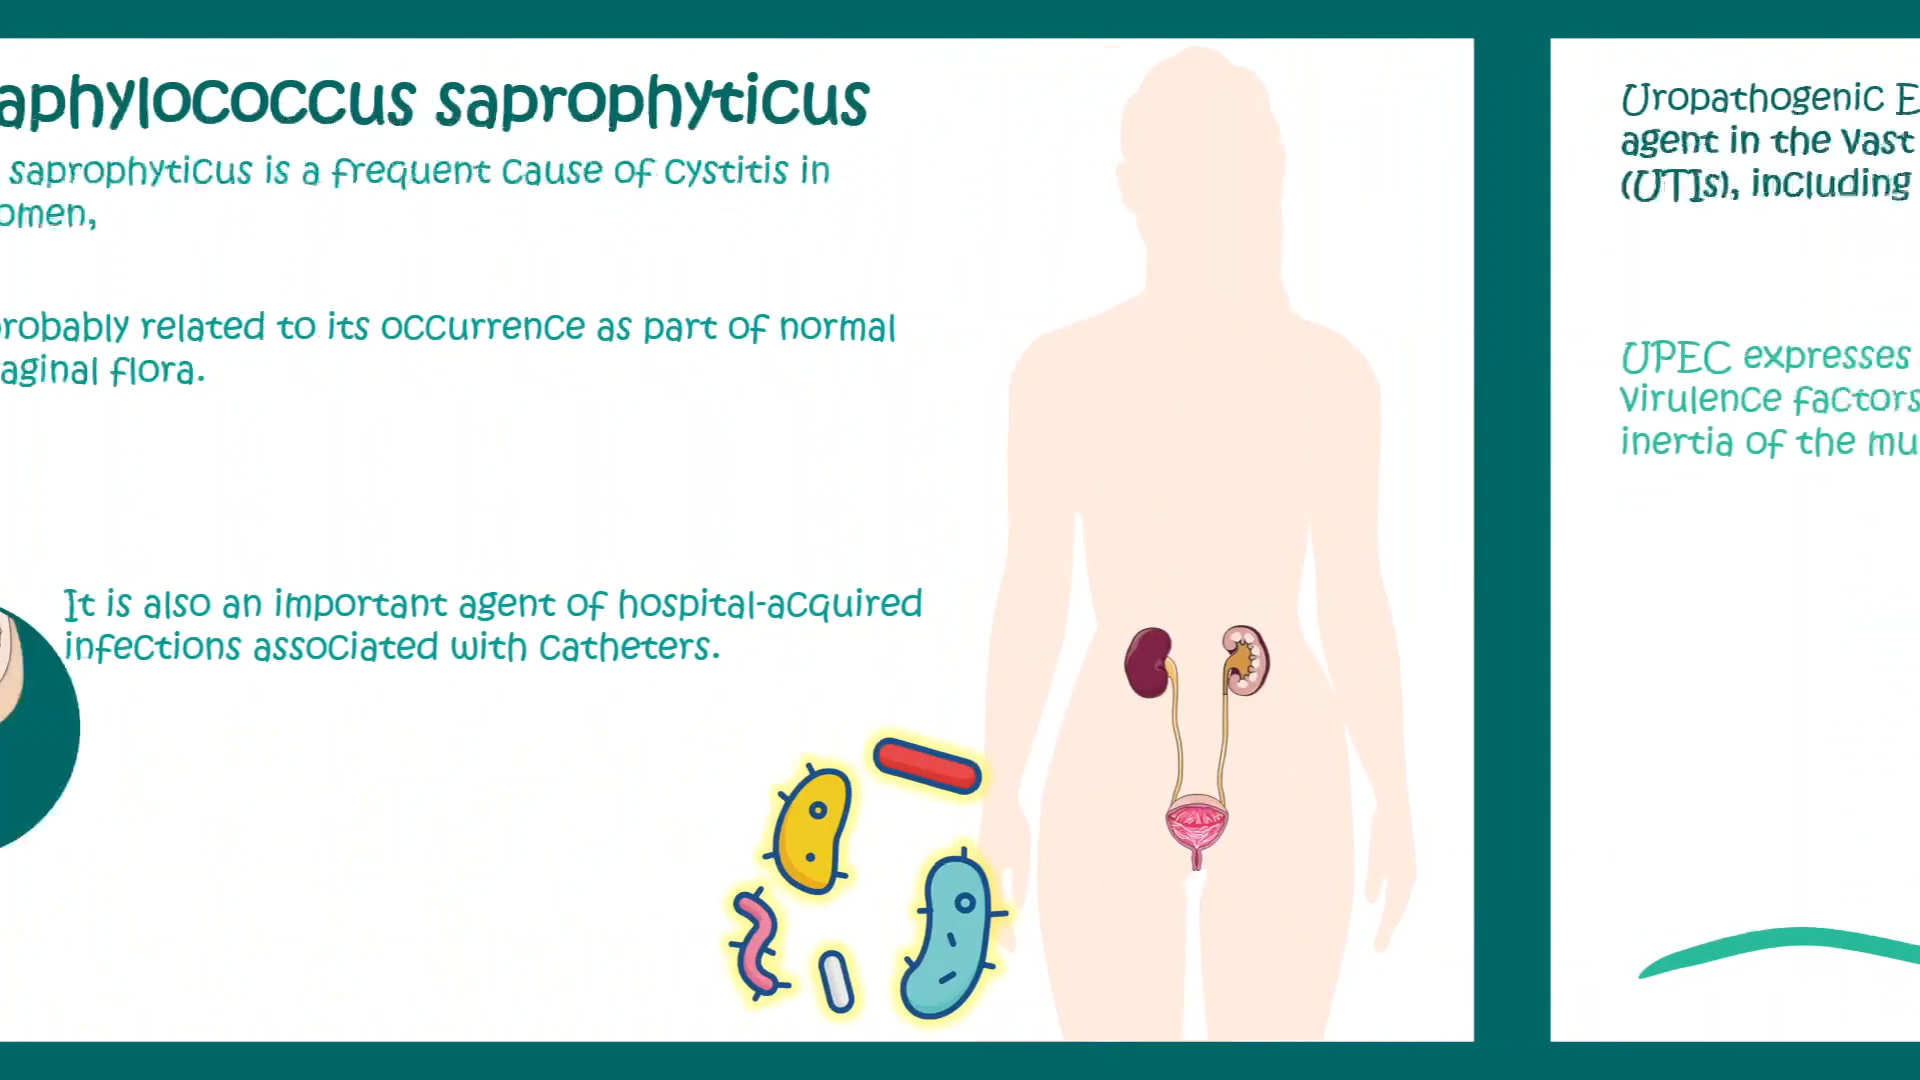 aphylococcus saprophyticus
saprophyticus is a frequent cause of cystitis in
omen,
robably related to its occurrence as part of normal
aginal flora.
It is also an important agent of hospital-acquired
infections associated with catheters.
Uropathogenic E
agent in the vast
(UTIs), including
UPEC expresses
virulence factors
inertia of the mu